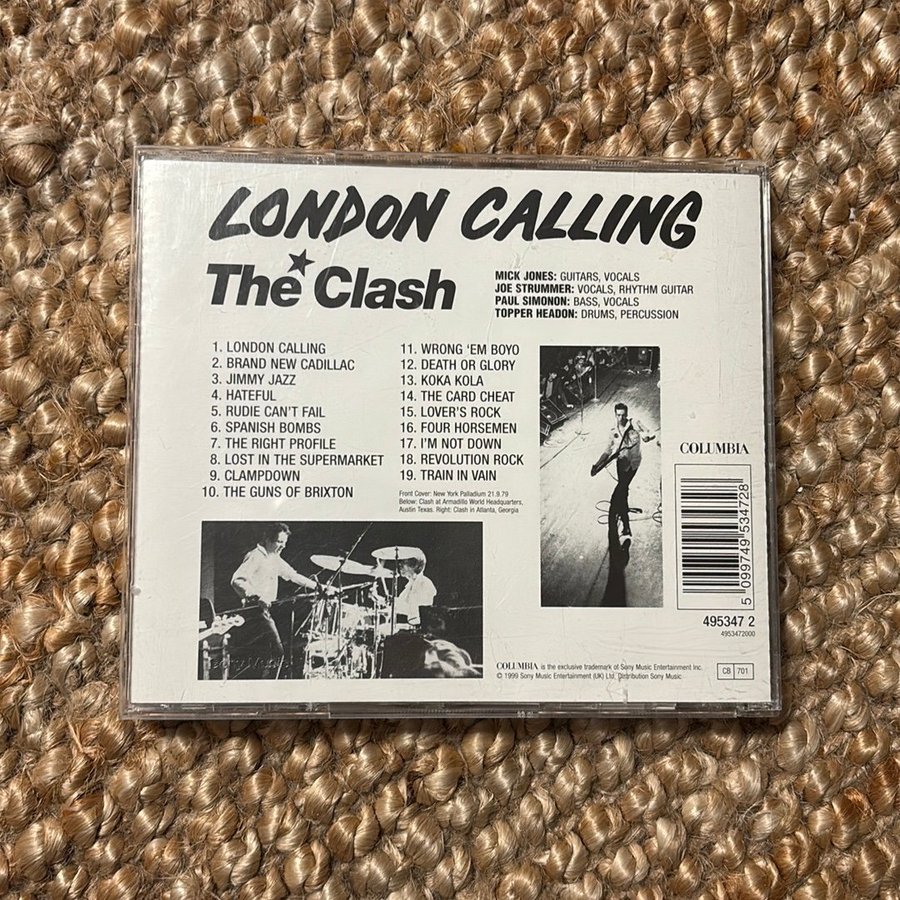 LONDON CALLING
The Clash
MICK JONES: GUITARS, VOCALS
JOE STRUMMER: VOCALS, RHYTHM GUITAR
PAUL SIMONON: BASS, VOCALS
TOPPER HEADON: DRUMS, PERCUSSION
1. LONDON CALLING
2. BRAND NEW CADILLAC
3. JIMMY JAZZ
4. HATEFUL
5. RUDIE CAN'T FAIL
6. SPANISH BOMBS
7. THE RIGHT PROFILE
8. LOST IN THE SUPERMARKET
9. CLAMPDOWN
10. THE GUNS OF BRIXTON
11. WRONG 'EM BOYO
12. DEATH OR GLORY
13. KOKA KOLA
14. THE CARD CHEAT
15. LOVER'S ROCK
16. FOUR HORSEMEN
17. I'M NOT DOWN
18. REVOLUTION ROCK
19. TRAIN IN VAIN
Front Cover: New York Palladium 21.9.79
Below: Clash at Armadillo World Headquarters,
Austin Texas. Right: Clash in Atlanta, Georgia
COLUMBIA
5 099749 534728
495347 2
4953472000
COLUMBIA is the exclusive trademark of Sony Music Entertainment Inc.
© 1999 Sony Music Entertainment (UK) Ltd. Distribution Sony Music
CB 701
Sony Music